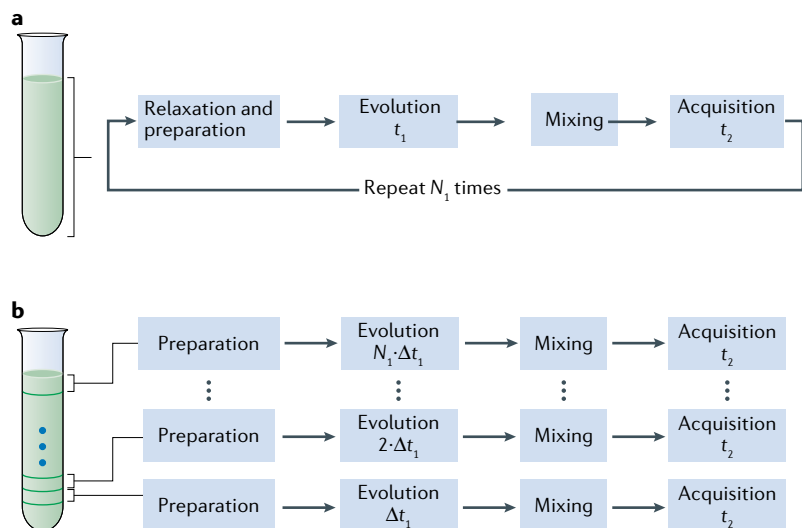 a
Relaxation and
preparation
Evolution
t₁
Mixing
Acquisition
t₂
Repeat N₁ times
b
Preparation
Evolution
N₁·Δt₁
Mixing
Acquisition
t₂
Preparation
Evolution
2·Δt₁
Mixing
Acquisition
t₂
Preparation
Evolution
Δt₁
Mixing
Acquisition
t₂